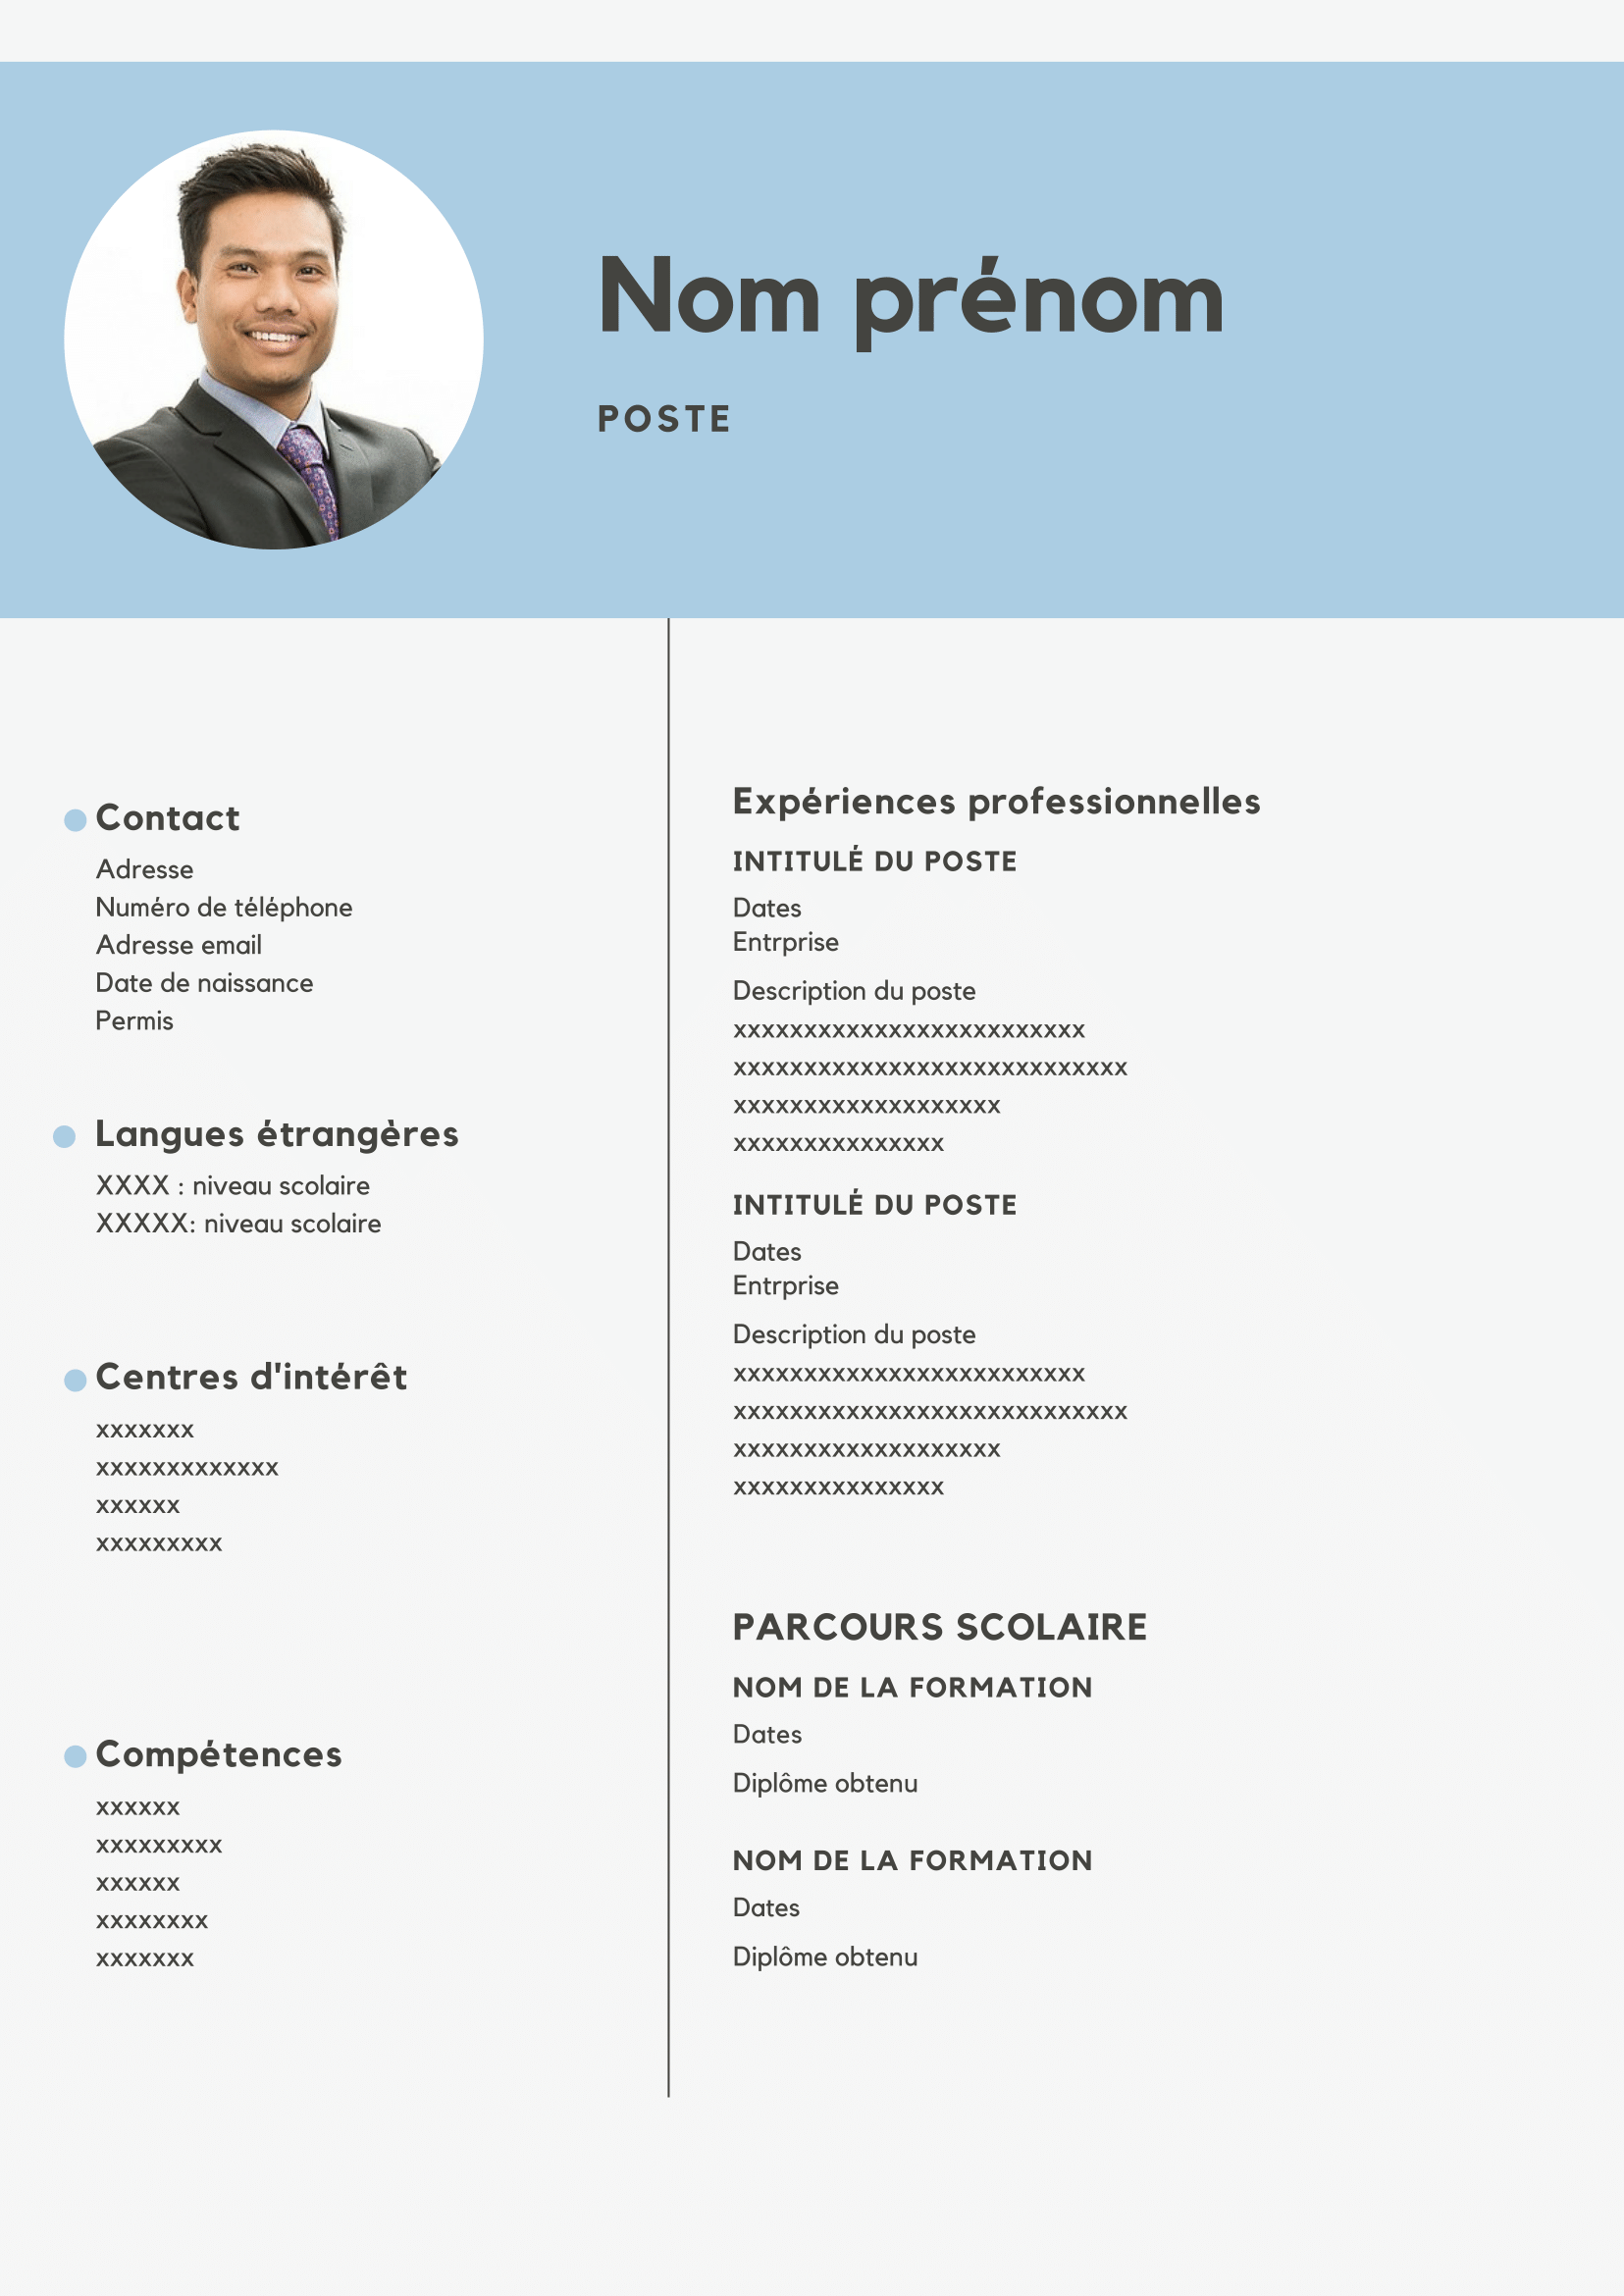 Nom prénom
POSTE
Contact
Adresse
Numéro de téléphone
Adresse email
Date de naissance
Permis
Langues étrangères
XXXX : niveau scolaire
XXXXX: niveau scolaire
Centres d'intérêt
xxxxxxx
xxxxxxxxxxxxx
xxxxxx
xxxxxxxxx
Compétences
xxxxxx
xxxxxxxxx
xxxxxx
xxxxxxxx
xxxxxxx
Expériences professionnelles
INTITULÉ DU POSTE
Dates
Entrprise
Description du poste
xxxxxxxxxxxxxxxxxxxxxxxxx
xxxxxxxxxxxxxxxxxxxxxxxxxxxx
xxxxxxxxxxxxxxxxxxx
xxxxxxxxxxxxxxx
INTITULÉ DU POSTE
Dates
Entrprise
Description du poste
xxxxxxxxxxxxxxxxxxxxxxxxx
xxxxxxxxxxxxxxxxxxxxxxxxxxxx
xxxxxxxxxxxxxxxxxxx
xxxxxxxxxxxxxxx
PARCOURS SCOLAIRE
NOM DE LA FORMATION
Dates
Diplôme obtenu
NOM DE LA FORMATION
Dates
Diplôme obtenu